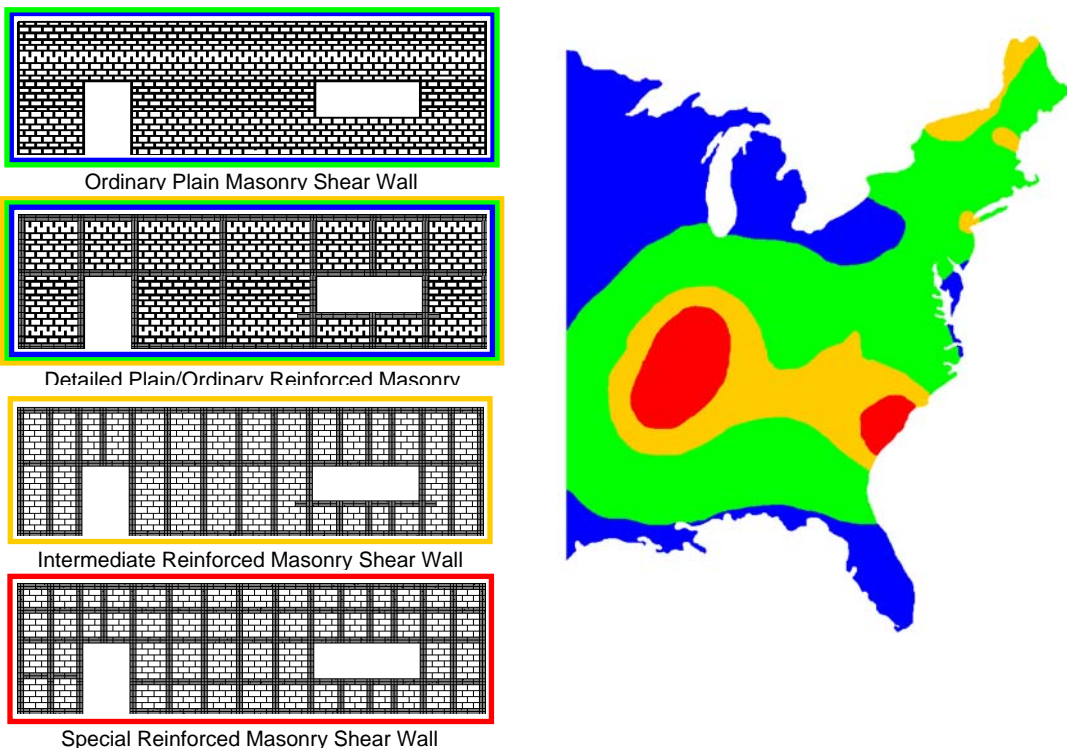 Ordinary Plain Masonry Shear Wall
Detailed Plain/Ordinary Reinforced Masonry
Intermediate Reinforced Masonry Shear Wall
Special Reinforced Masonry Shear Wall